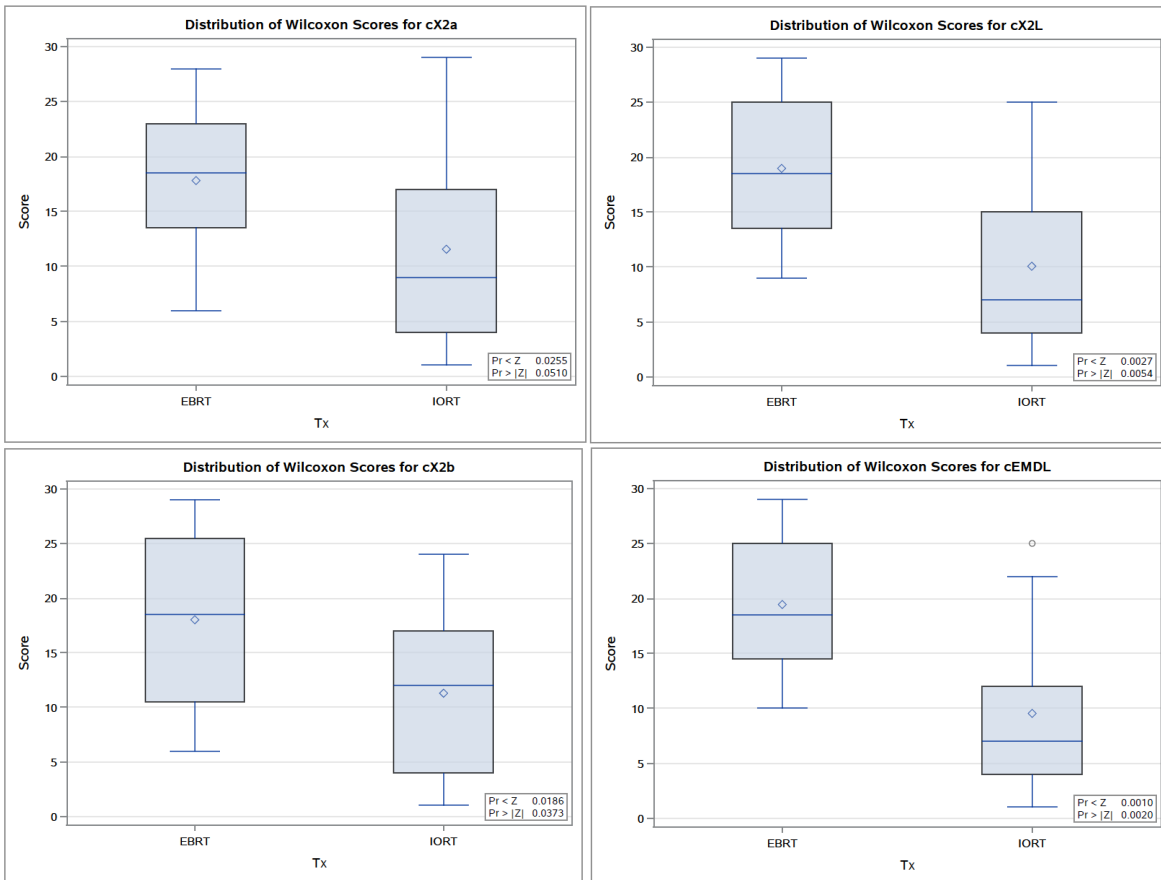 Distribution of Wilcoxon Scores for cX2a
30
25
20
15
10
5
0
Score
EBRT
IORT
Tx
Pr < Z 0.0255
Pr > |Z| 0.0510
Distribution of Wilcoxon Scores for cX2L
30
25
20
15
10
5
0
Score
EBRT
IORT
Tx
Pr < Z 0.0027
Pr > |Z| 0.0054
Distribution of Wilcoxon Scores for cX2b
30
25
20
15
10
5
0
Score
EBRT
IORT
Tx
Pr < Z 0.0186
Pr > |Z| 0.0373
Distribution of Wilcoxon Scores for cEMDL
30
25
20
15
10
5
0
Score
EBRT
IORT
Tx
Pr < Z 0.0010
Pr > |Z| 0.0020